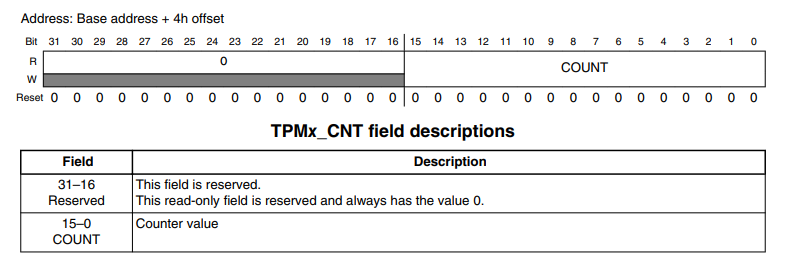 Address: Base address + 4h offset
Bit 31 30 29 28 27 26 25 24 23 22 21 20 19 18 17 16 15 14 13 12 11 10 9 8 7 6 5 4 3 2 1 0
R 0 COUNT
W
Reset 0 0 0 0 0 0 0 0 0 0 0 0 0 0 0 0 0 0 0 0 0 0 0 0 0 0 0 0 0 0 0 0
TPMx_CNT field descriptions
Field Description
31–16 This field is reserved.
Reserved This read-only field is reserved and always has the value 0.
15–0 Counter value
COUNT